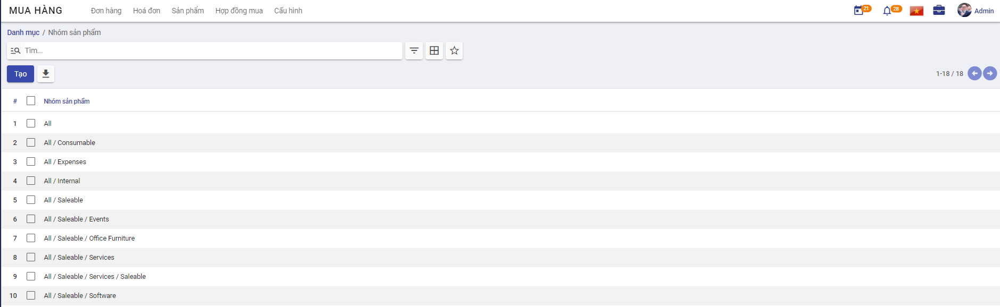 MUA HÀNG Đơn hàng Hoá đơn Sản phẩm Hợp đồng mua Cấu hình 21 28 Admin
Danh mục / Nhóm sản phẩm
Tìm...
Tạo 1-18 / 18
# Nhóm sản phẩm
1 All
2 All / Consumable
3 All / Expenses
4 All / Internal
5 All / Saleable
6 All / Saleable / Events
7 All / Saleable / Office Furniture
8 All / Saleable / Services
9 All / Saleable / Services / Saleable
10 All / Saleable / Software